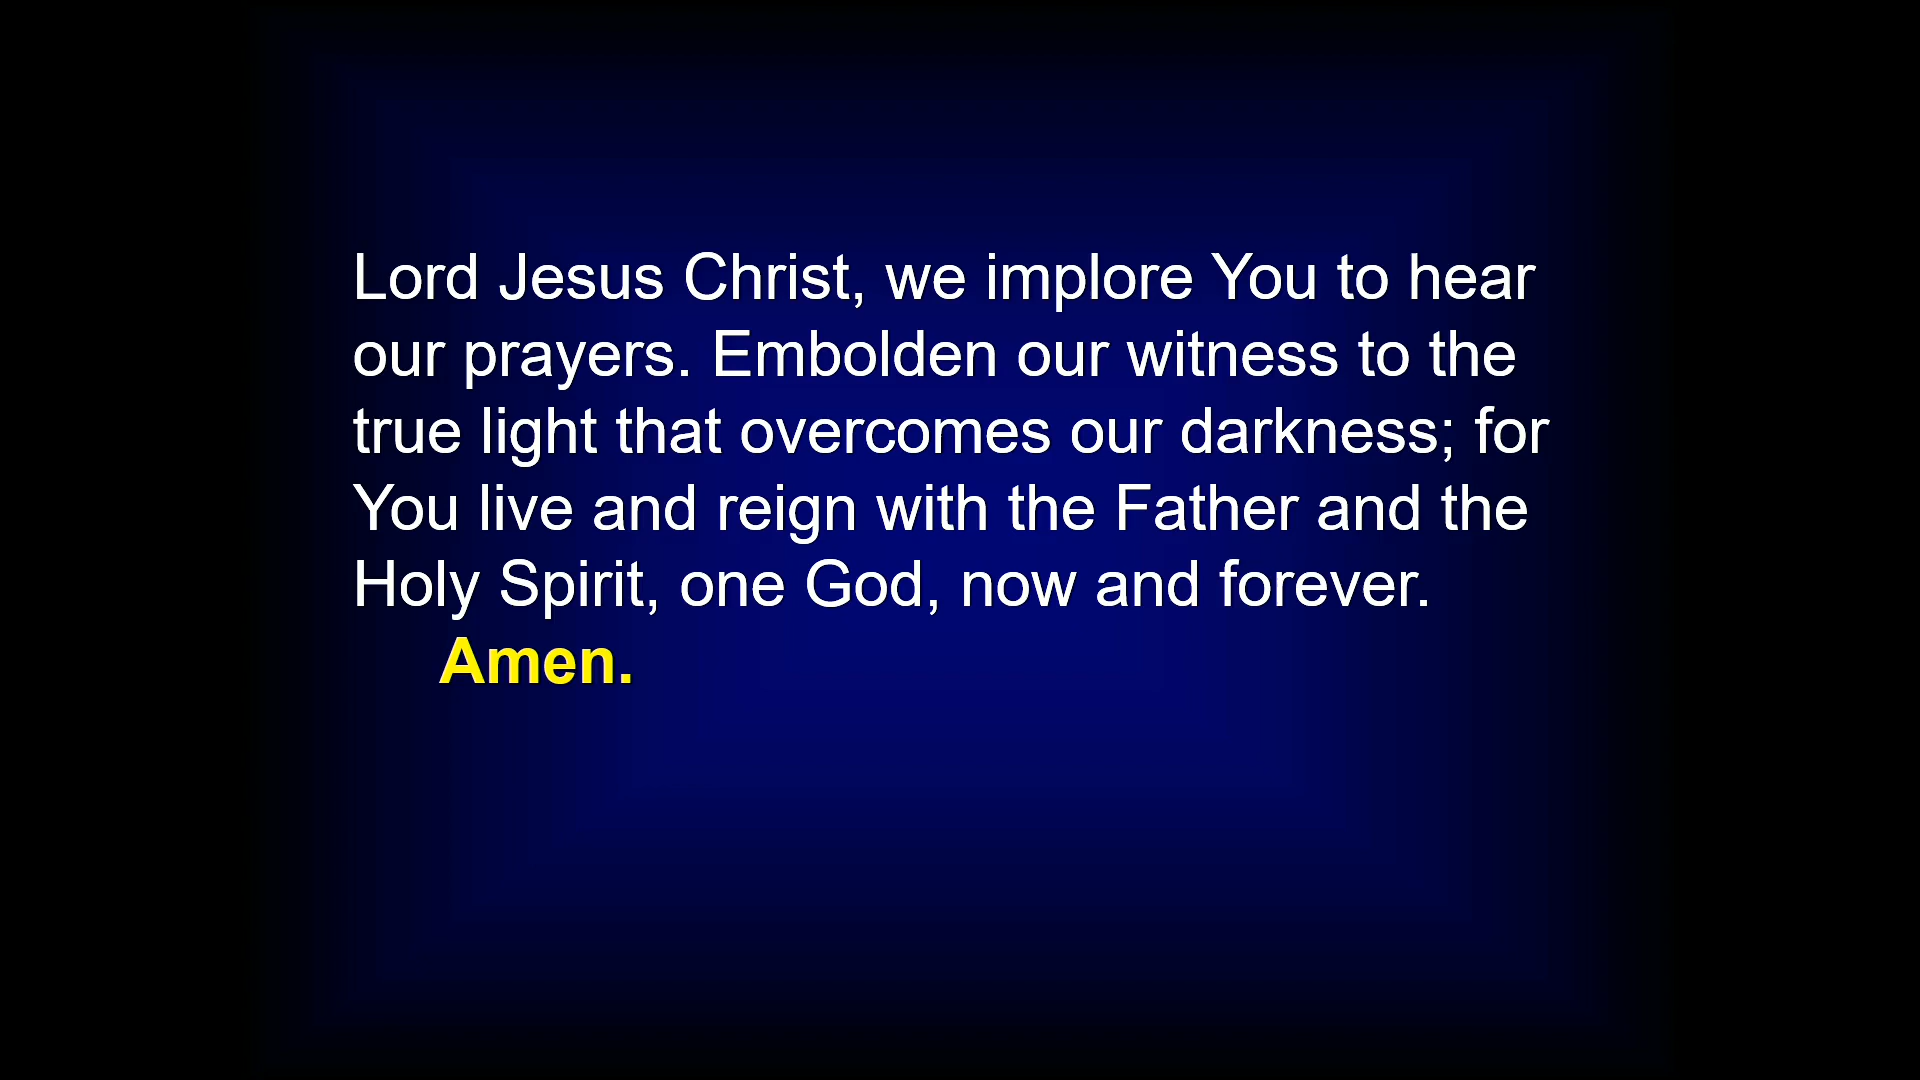 Lord Jesus Christ, we implore You to hear
our prayers. Embolden our witness to the
true light that overcomes our darkness; for
You live and reign with the Father and the
Holy Spirit, one God, now and forever.
Amen.